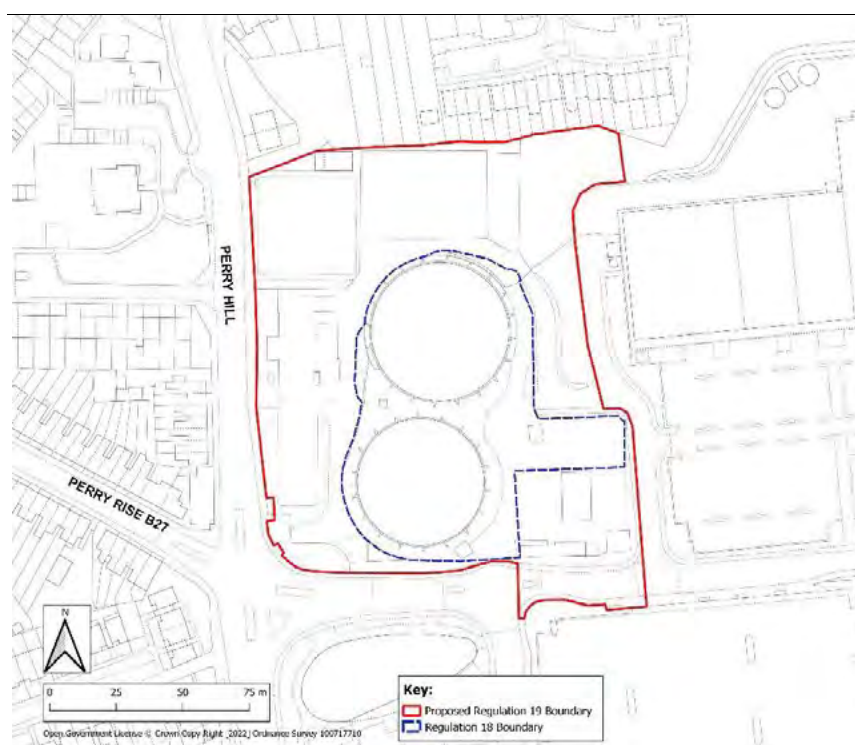 PERRY HILL
PERRY RISE B27
N
0 25 50 75 m
Key:
Proposed Regulation 19 Boundary
Regulation 18 Boundary
Open Government License © Crown Copy Right [2022] Ordnance Survey 100717710